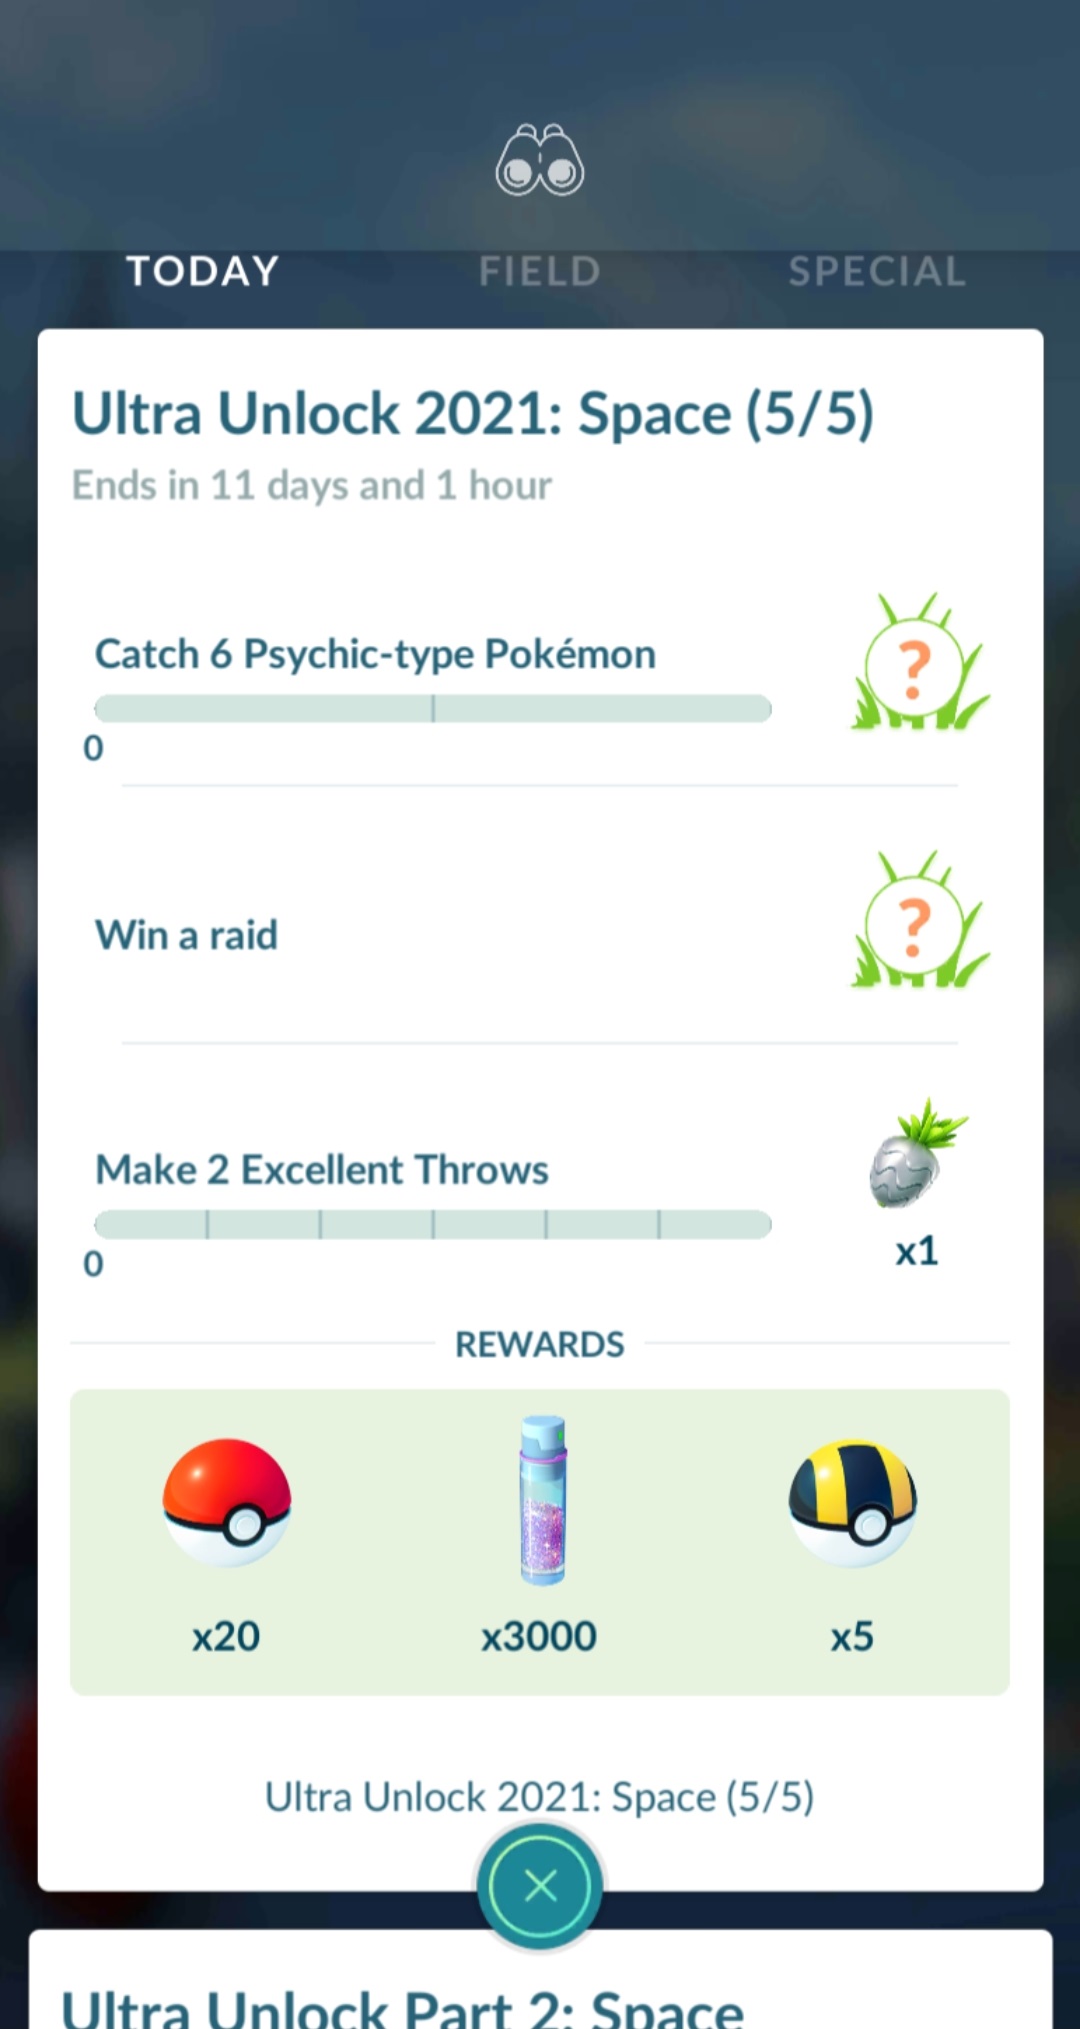 TODAY FIELD SPECIAL
Ultra Unlock 2021: Space (5/5)
Ends in 11 days and 1 hour
Catch 6 Psychic-type Pokémon
?
0
Win a raid
?
Make 2 Excellent Throws
x1
0
REWARDS
x20 x3000 x5
Ultra Unlock 2021: Space (5/5)
Ultra Unlock Part 2: Space